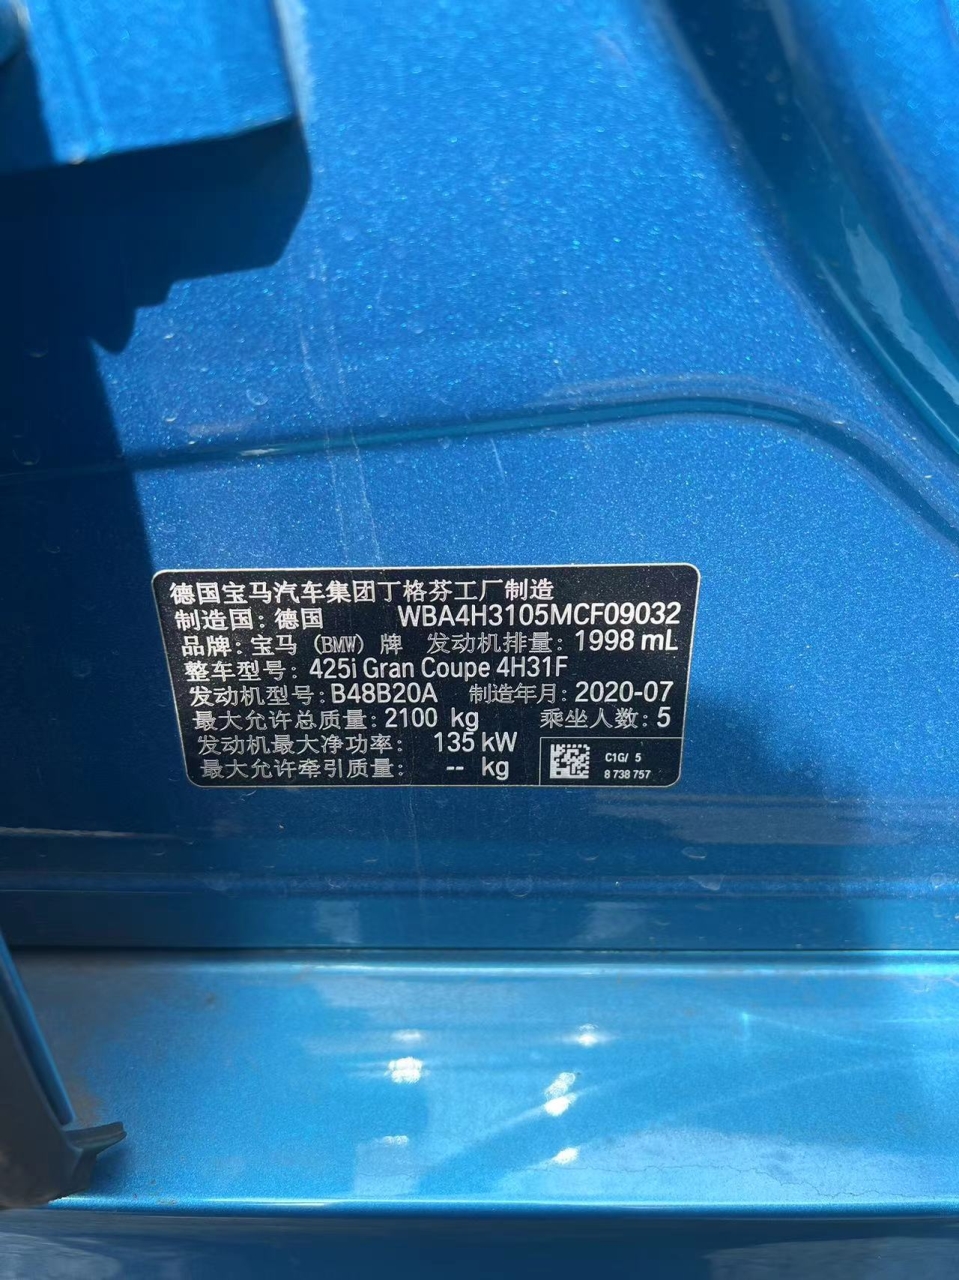 德国宝马汽车集团丁格芬工厂制造
制造国：德国 WBA4H3105MCF09032
品牌：宝马（BMW）牌 发动机排量：1998 mL
整车型号：425i Gran Coupe 4H31F
发动机型号：B48B20A 制造年月：2020-07
最大允许总质量：2100 kg 乘坐人数：5
发动机最大净功率： 135 kW
最大允许牵引质量： -- kg
C1G/ 5
8 738 757